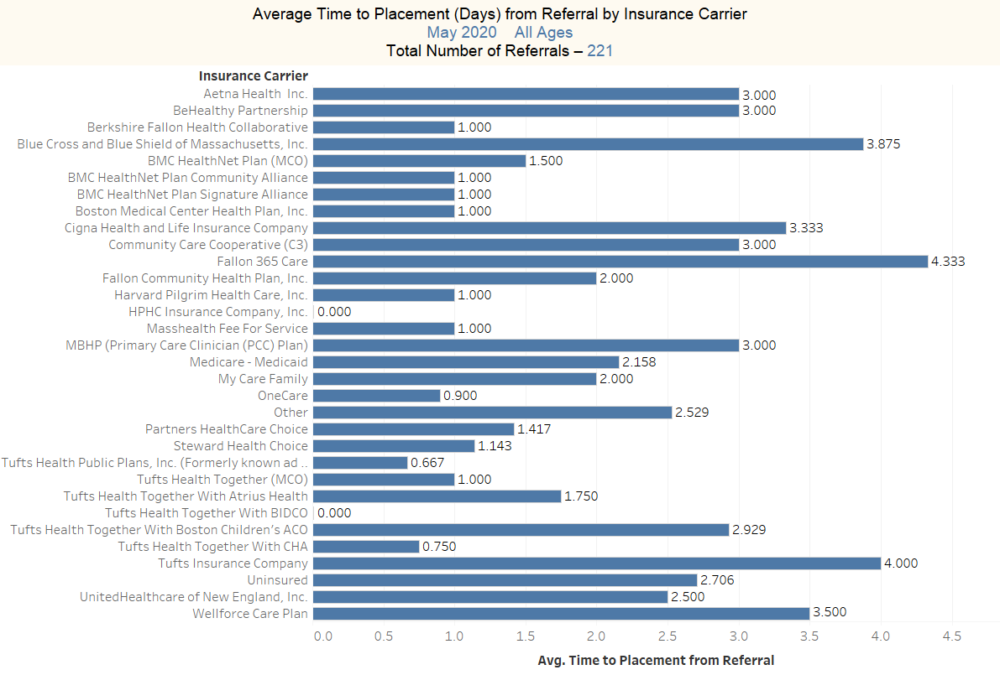 Average Time to Placement (Days) from Referral by Insurance Carrier
May 2020 All Ages
Total Number of Referrals – 221
Insurance Carrier
Aetna Health Inc. 3.000
BeHealthy Partnership 3.000
Berkshire Fallon Health Collaborative 1.000
Blue Cross and Blue Shield of Massachusetts, Inc. 3.875
BMC HealthNet Plan (MCO) 1.500
BMC HealthNet Plan Community Alliance 1.000
BMC HealthNet Plan Signature Alliance 1.000
Boston Medical Center Health Plan, Inc. 1.000
Cigna Health and Life Insurance Company 3.333
Community Care Cooperative (C3) 3.000
Fallon 365 Care 4.333
Fallon Community Health Plan, Inc. 2.000
Harvard Pilgrim Health Care, Inc. 1.000
HPHC Insurance Company, Inc. 0.000
Masshealth Fee For Service 1.000
MBHP (Primary Care Clinician (PCC) Plan) 3.000
Medicare - Medicaid 2.158
My Care Family 2.000
OneCare 0.900
Other 2.529
Partners HealthCare Choice 1.417
Steward Health Choice 1.143
Tufts Health Public Plans, Inc. (Formerly known ad .. 0.667
Tufts Health Together (MCO) 1.000
Tufts Health Together With Atrius Health 1.750
Tufts Health Together With BIDCO 0.000
Tufts Health Together With Boston Children’s ACO 2.929
Tufts Health Together With CHA 0.750
Tufts Insurance Company 4.000
Uninsured 2.706
UnitedHealthcare of New England, Inc. 2.500
Wellforce Care Plan 3.500
0.0 0.5 1.0 1.5 2.0 2.5 3.0 3.5 4.0 4.5
Avg. Time to Placement from Referral